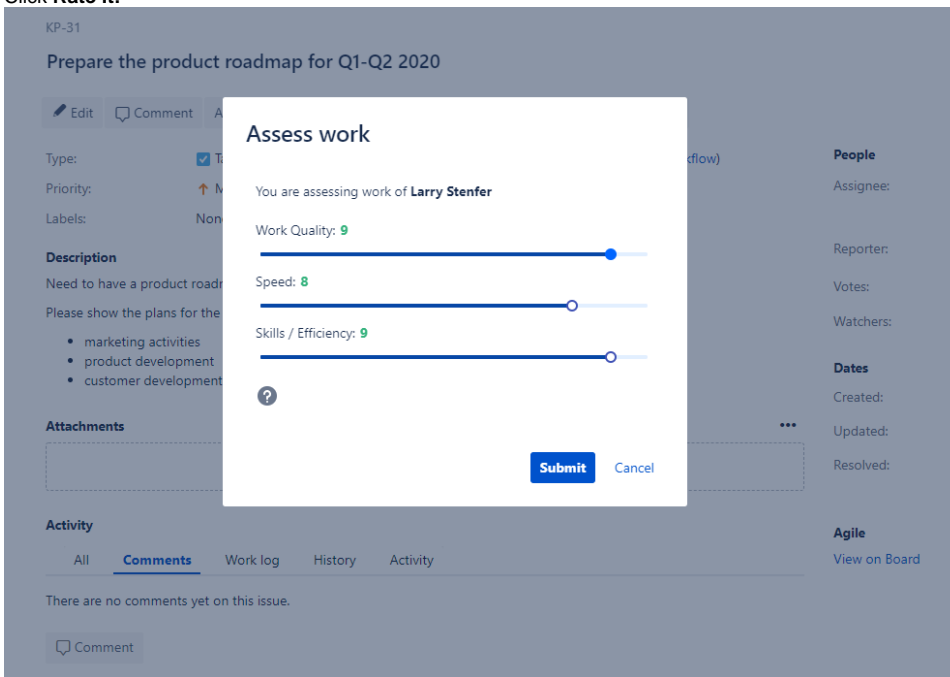 KP-31
Prepare the product roadmap for Q1-Q2 2020
Edit Comment A
Assess work
You are assessing work of Larry Stenfer
Work Quality: 9
Speed: 8
Skills / Efficiency: 9
?
Submit Cancel
Type: Ta
Priority: M
Labels: Non
Description
Need to have a product roadr
Please show the plans for the
• marketing activities
• product development
• customer development
Attachments
Activity
All Comments Work log History Activity
There are no comments yet on this issue.
Comment
People
Assignee:
Reporter:
Votes:
Watchers:
Dates
Created:
Updated:
Resolved:
Agile
View on Board